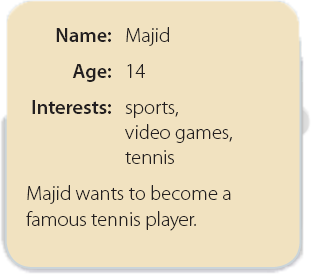 Name: Majid
Age: 14
Interests: sports,
video games,
tennis
Majid wants to become a
famous tennis player.